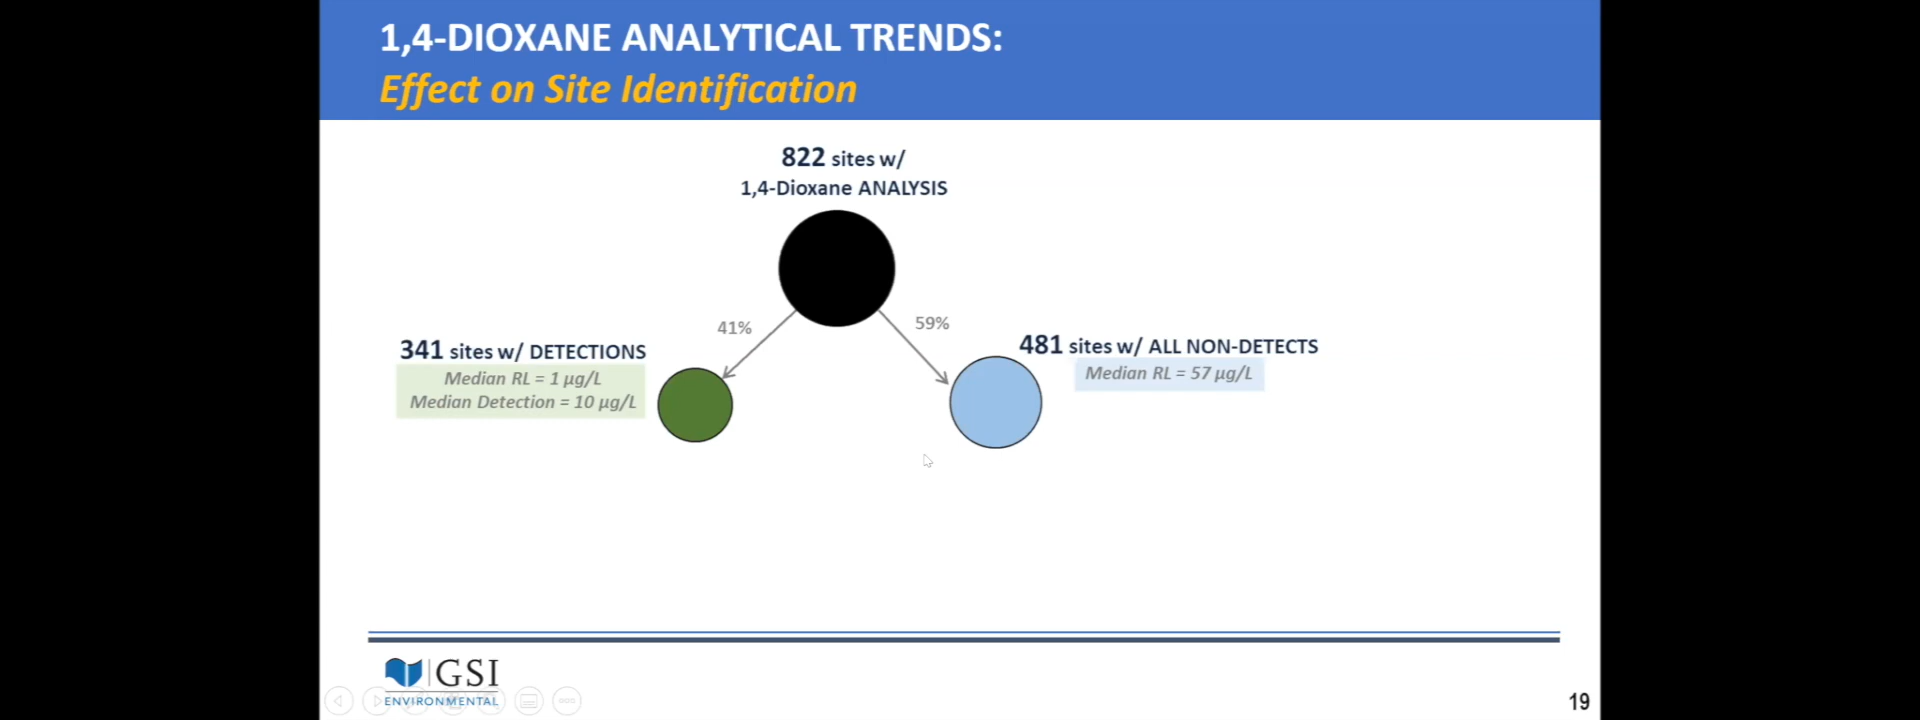 1,4-DIOXANE ANALYTICAL TRENDS:
Effect on Site Identification
822 sites w/
1,4-Dioxane ANALYSIS
41%
59%
341 sites w/ DETECTIONS
Median RL = 1 µg/L
Median Detection = 10 µg/L
481 sites w/ ALL NON-DETECTS
Median RL = 57 µg/L
GSI
ENVIRONMENTAL
19